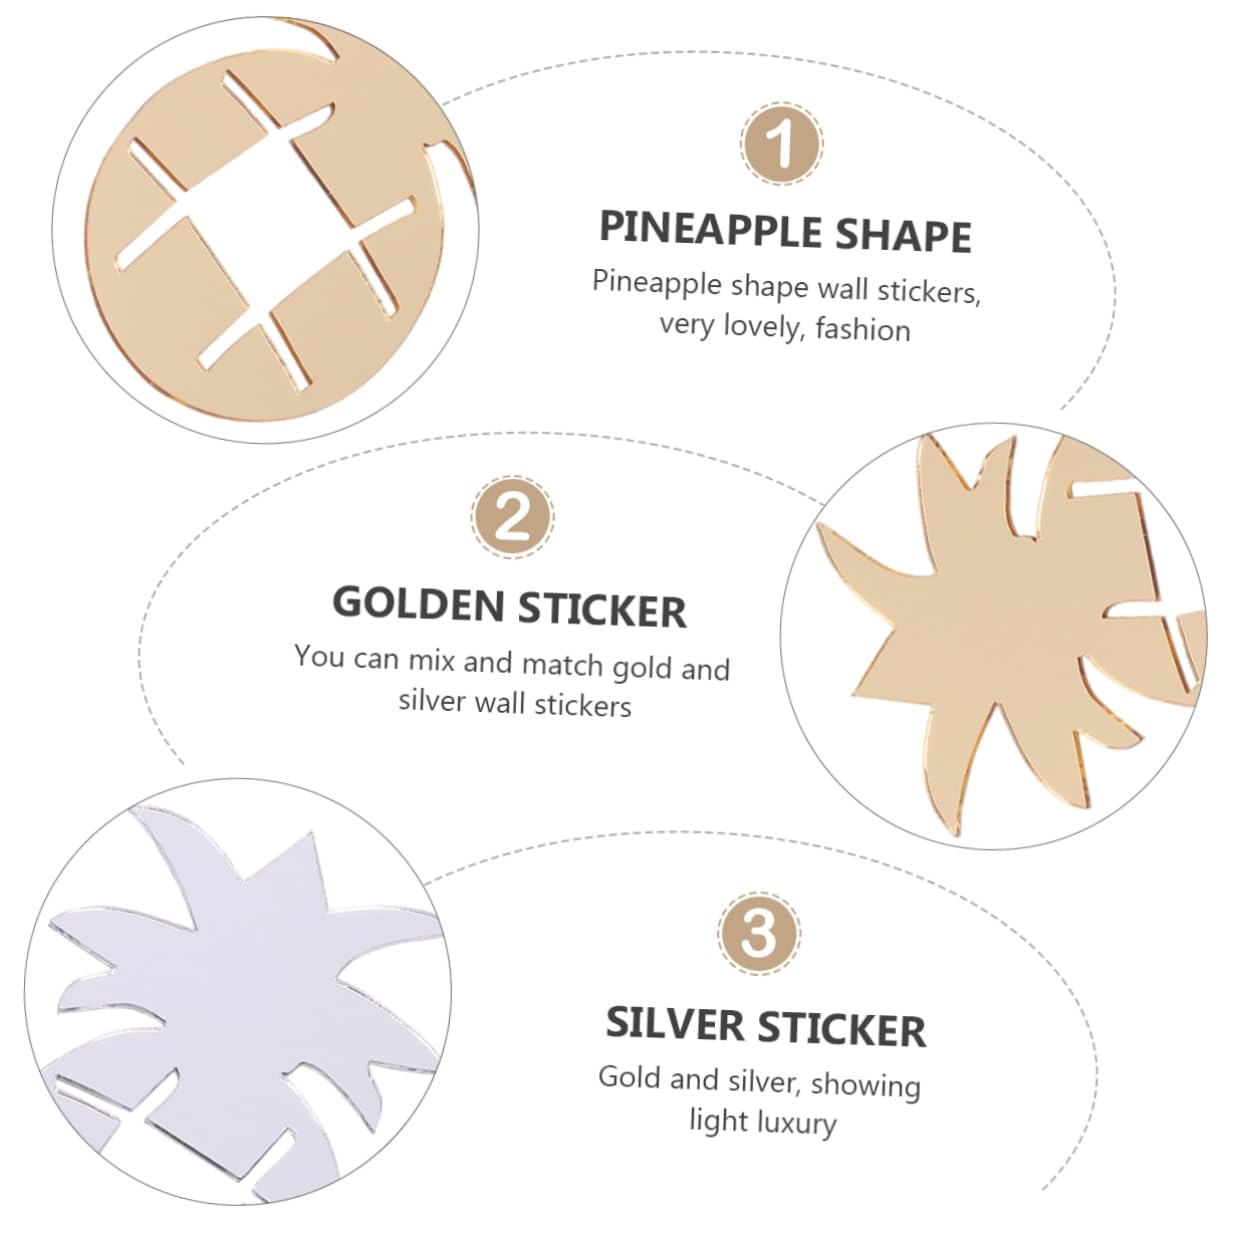 1
PINEAPPLE SHAPE
Pineapple shape wall stickers,
very lovely, fashion
2
GOLDEN STICKER
You can mix and match gold and
silver wall stickers
3
SILVER STICKER
Gold and silver, showing
light luxury